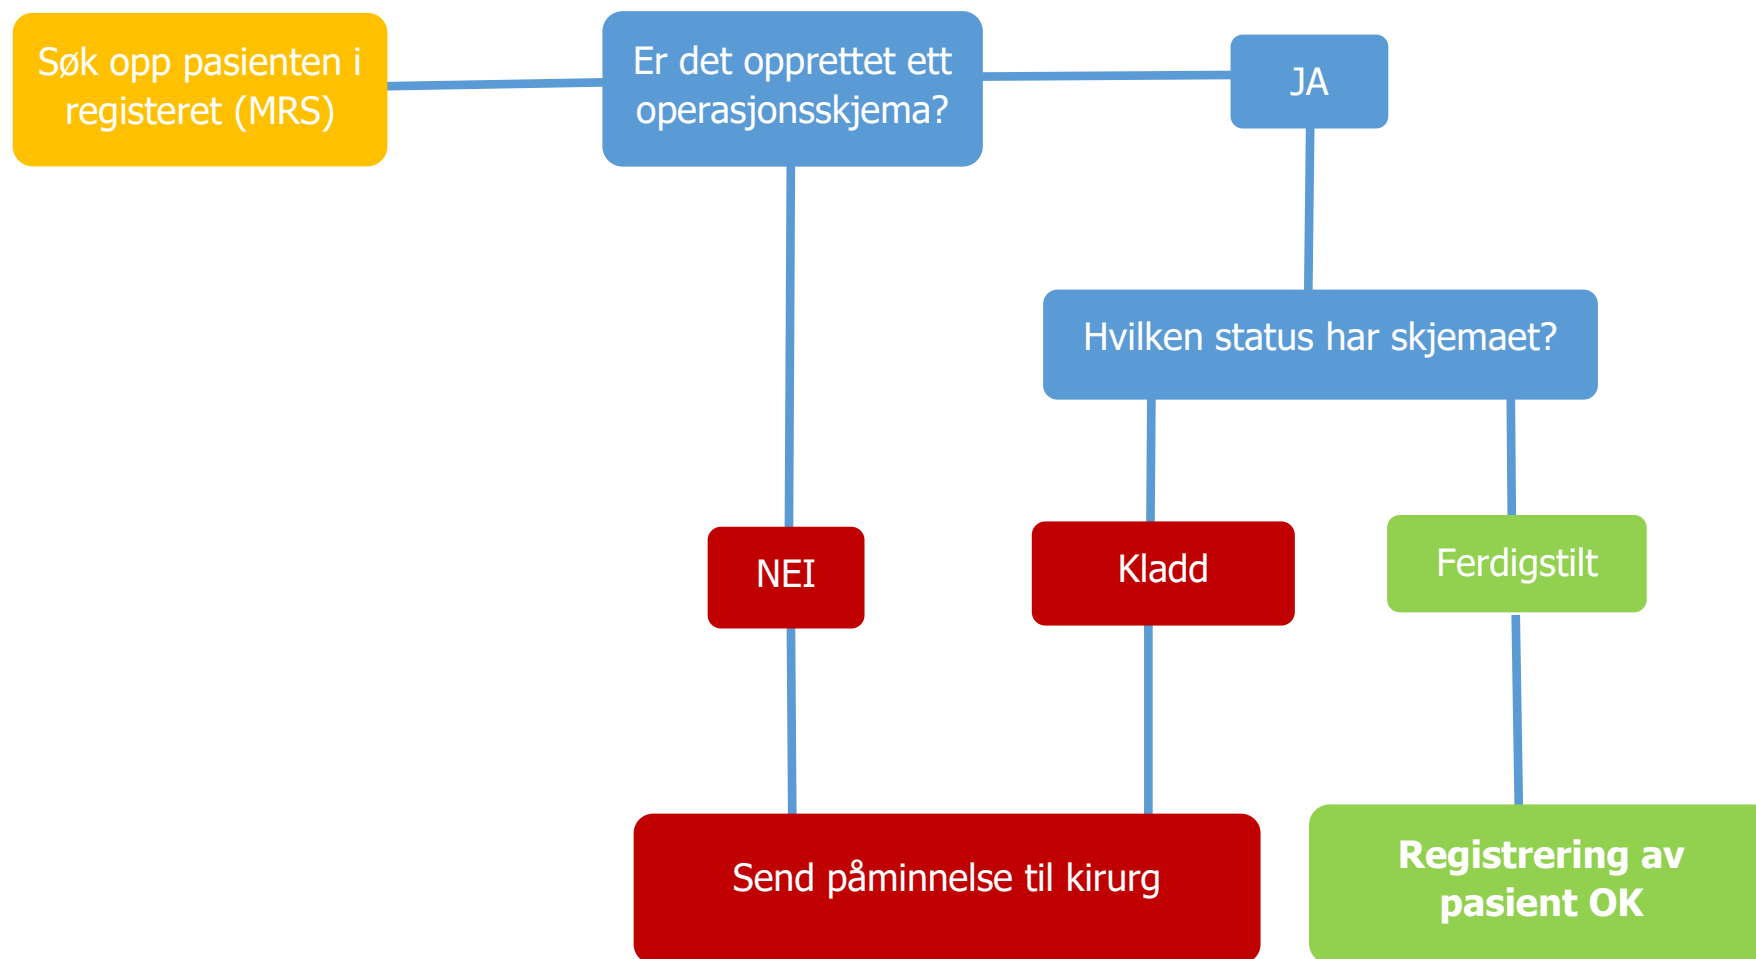 Søk opp pasienten i
registeret (MRS)
Er det opprettet ett
operasjonsskjema?
JA
Hvilken status har skjemaet?
NEI
Kladd
Ferdigstilt
Send påminnelse til kirurg
Registrering av
pasient OK